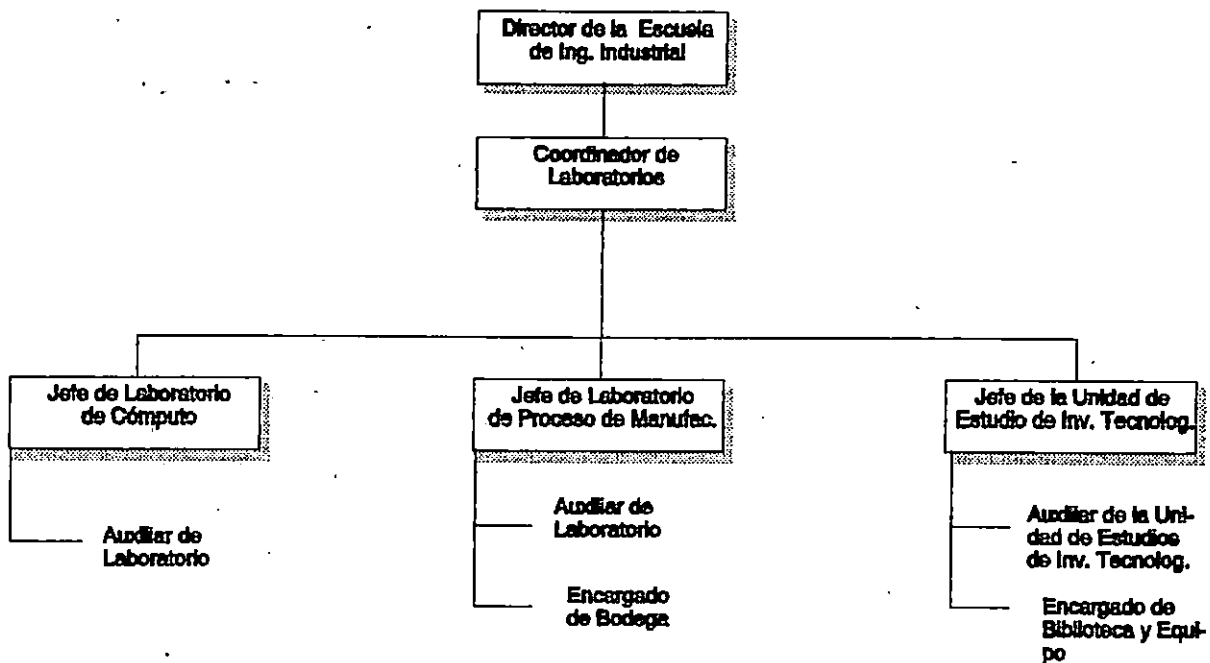 Director de la Escuela
de Ing. Industrial
Coordinador de
Laboratorios
Jefe de Laboratorio
de Cómputo
Jefe de Laboratorio
de Proceso de Manufac.
Jefe de la Unidad de
Estudio de Inv. Tecnolog.
Auxiliar de
Laboratorio
Auxiliar de
Laboratorio
Encargado
de Bodega
Auxiliar de la Uni-
dad de Estudios
de Inv. Tecnolog.
Encargado de
Biblioteca y Equi-
po